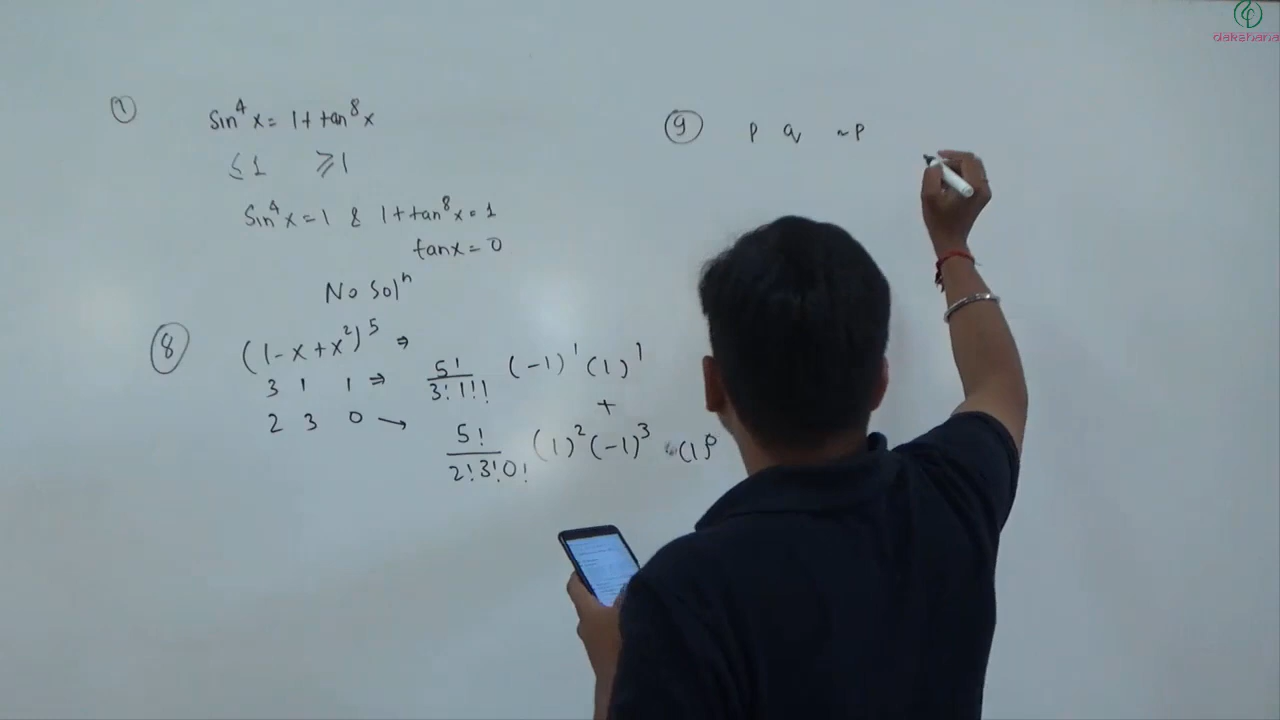 7
sin⁴x = 1 + tan⁸x
≤ 1 ≥ 1
sin⁴x = 1 & 1 + tan⁸x = 1
tan x = 0
No Solⁿ
8 (1 - x + x²)⁵ ⇒
3 1 1 ⇒ 5!/3!1!1! (-1)¹ (1)¹
+
2 3 0 → 5!/2!3!0! (1)² (-1)³ · (1)⁰
9 p q ~p
dakshana